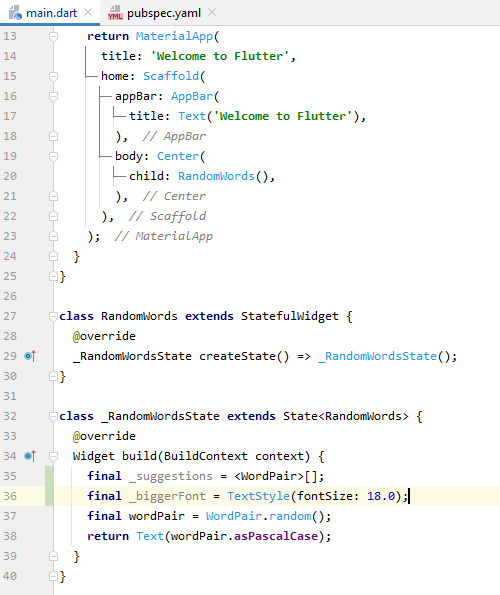 main.dart × YML pubspec.yaml ×
13 return MaterialApp(
14 title: 'Welcome to Flutter',
15 home: Scaffold(
16 appBar: AppBar(
17 title: Text('Welcome to Flutter'),
18 ), // AppBar
19 body: Center(
20 child: RandomWords(),
21 ), // Center
22 ), // Scaffold
23 ); // MaterialApp
24 }
25 }
26
27 class RandomWords extends StatefulWidget {
28 @override
29 _RandomWordsState createState() => _RandomWordsState();
30 }
31
32 class _RandomWordsState extends State<RandomWords> {
33 @override
34 Widget build(BuildContext context) {
35 final _suggestions = <WordPair>[];
36 final _biggerFont = TextStyle(fontSize: 18.0);
37 final wordPair = WordPair.random();
38 return Text(wordPair.asPascalCase);
39 }
40 }